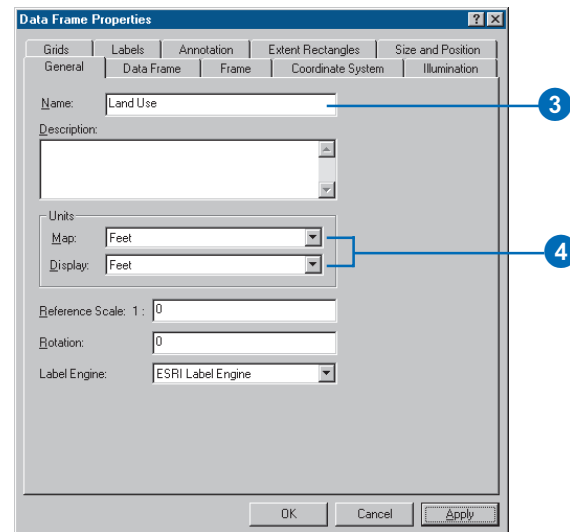 Data Frame Properties
Grids Labels Annotation Extent Rectangles Size and Position
General Data Frame Frame Coordinate System Illumination
Name: Land Use
3
Description:
Units
Map: Feet
4
Display: Feet
Reference Scale: 1 : 0
Rotation: 0
Label Engine: ESRI Label Engine
OK Cancel Apply